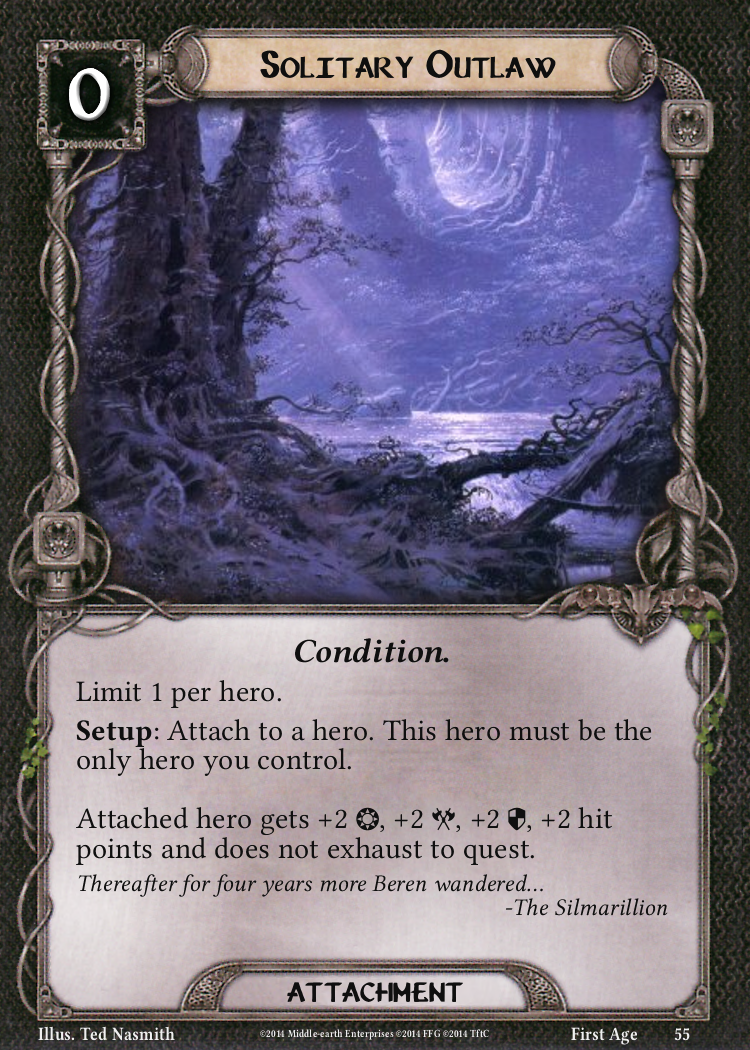 0
Solitary Outlaw
Condition.
Limit 1 per hero.
Setup: Attach to a hero. This hero must be the
only hero you control.
Attached hero gets +2 , +2 , +2 , +2 hit
points and does not exhaust to quest.
Thereafter for four years more Beren wandered...
-The Silmarillion
ATTACHMENT
Illus. Ted Nasmith
©2014 Middle-earth Enterprises ©2014 FFG ©2014 TftC
First Age
55